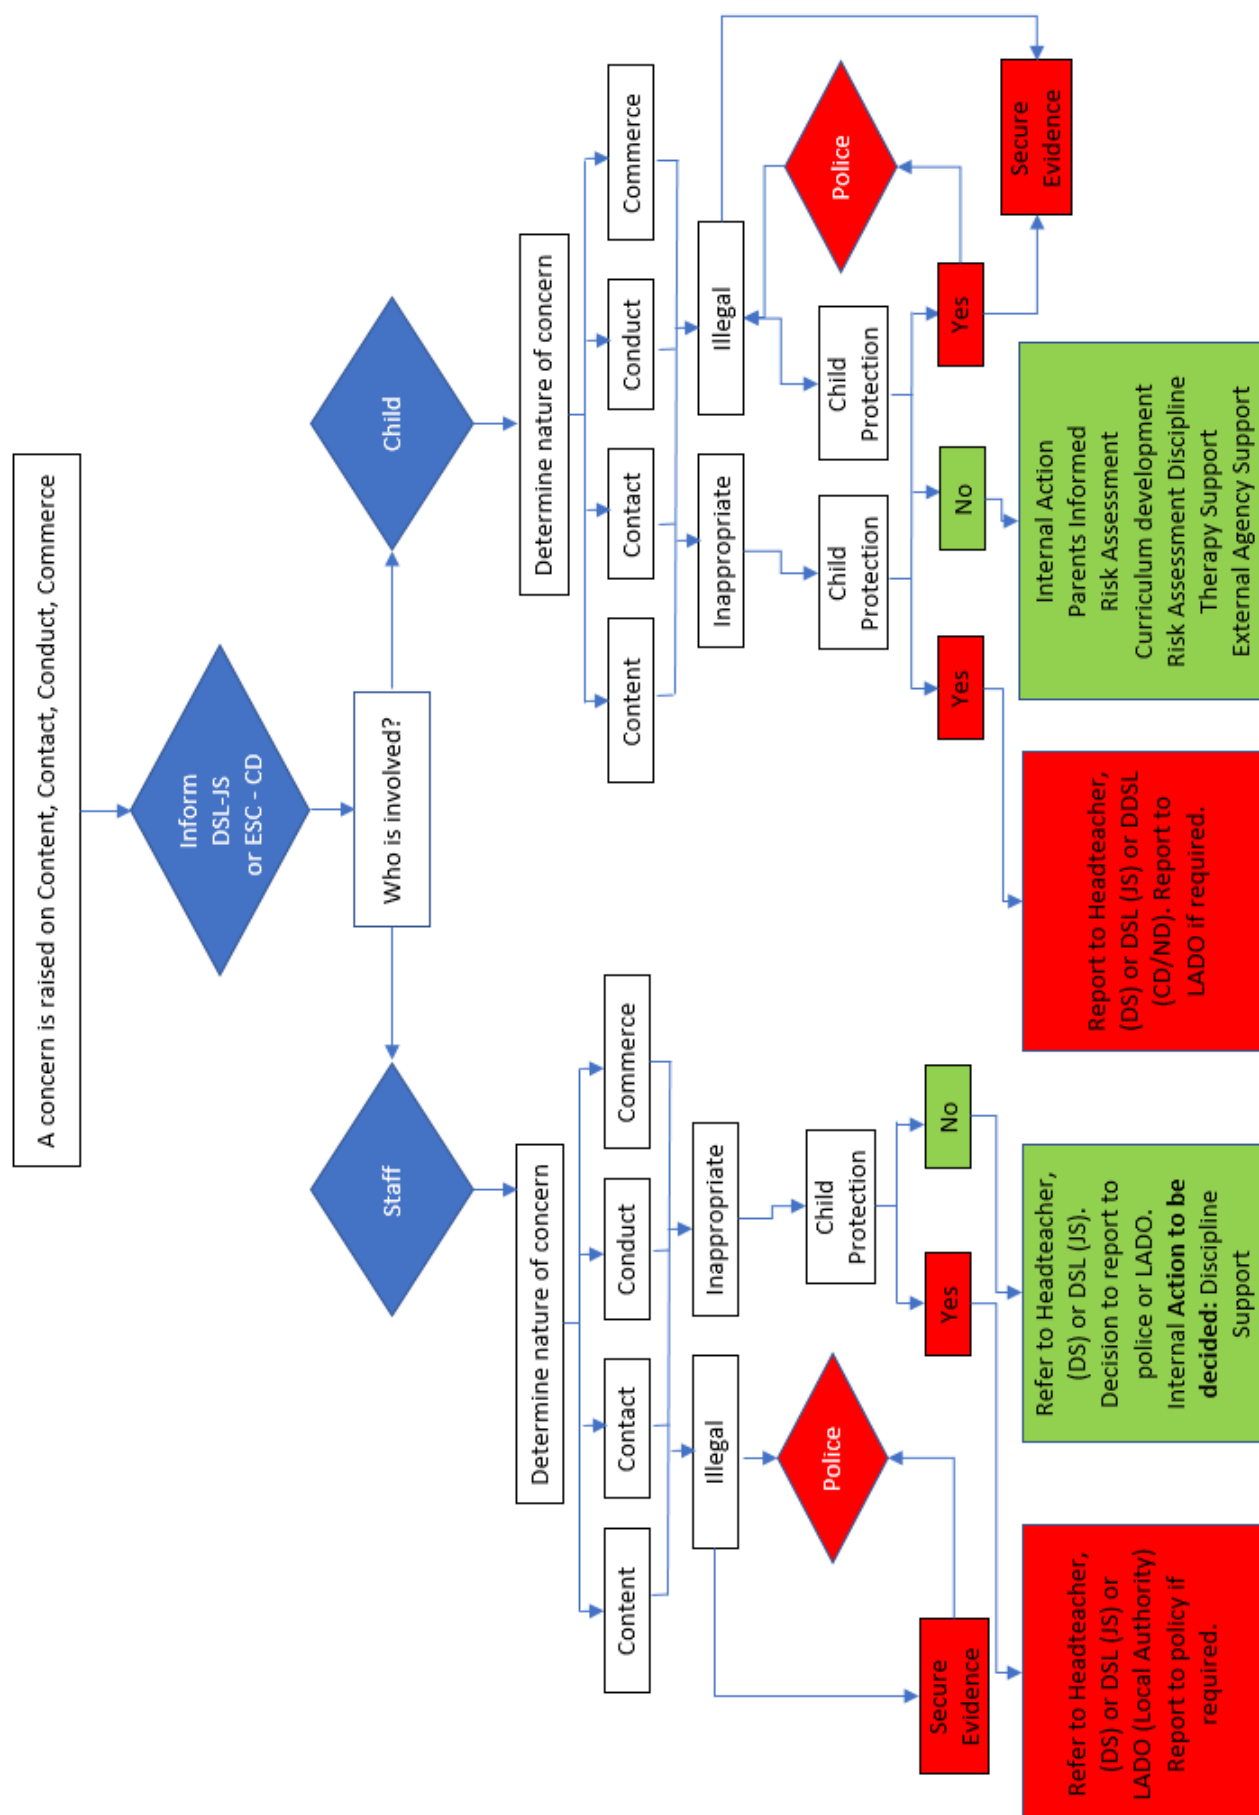 A concern is raised on Content, Contact, Conduct, Commerce
Inform
DSL-JS
or ESC - CD
Who is involved?
Staff
Child
Determine nature of concern
Content
Contact
Conduct
Commerce
Illegal
Inappropriate
Police
Child
Protection
Secure
Evidence
Yes
No
Refer to Headteacher,
(DS) or DSL (JS) or
LADO (Local Authority)
Report to policy if
required.
Refer to Headteacher,
(DS) or DSL (JS).
Decision to report to
police or LADO.
Internal Action to be
decided: Discipline
Support
Determine nature of concern
Content
Contact
Conduct
Commerce
Inappropriate
Illegal
Child
Protection
Child
Protection
Police
Yes
No
Yes
Secure
Evidence
Report to Headteacher,
(DS) or DSL (JS) or DDSL
(CD/ND). Report to
LADO if required.
Internal Action
Parents Informed
Risk Assessment
Curriculum development
Risk Assessment Discipline
Therapy Support
External Agency Support